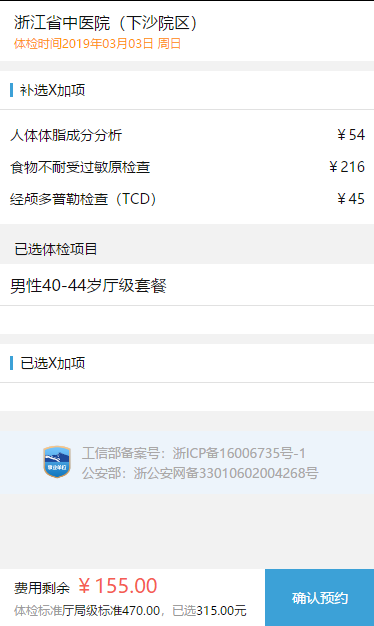 浙江省中医院（下沙院区）
体检时间2019年03月03日 周日
补选X加项
人体体脂成分分析 ￥54
食物不耐受过敏原检查 ￥216
经颅多普勒检查（TCD） ￥45
已选体检项目
男性40-44岁厅级套餐
已选X加项
工信部备案号：浙ICP备16006735号-1
公安部：浙公安网备33010602004268号
事业单位
费用剩余 ￥155.00
体检标准厅局级标准470.00，已选315.00元
确认预约